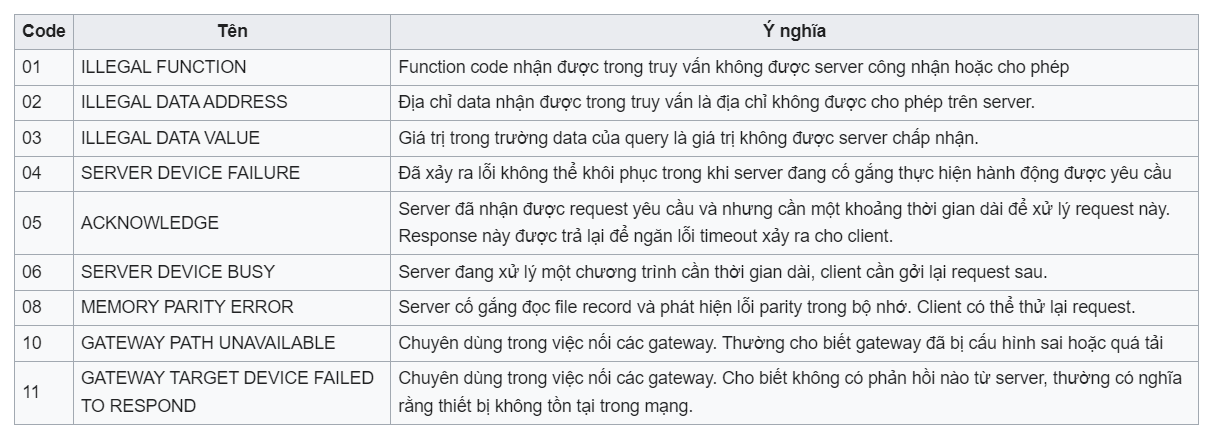 Code Tên Ý nghĩa
01 ILLEGAL FUNCTION Function code nhận được trong truy vấn không được server công nhận hoặc cho phép
02 ILLEGAL DATA ADDRESS Địa chỉ data nhận được trong truy vấn là địa chỉ không được cho phép trên server.
03 ILLEGAL DATA VALUE Giá trị trong trường data của query là giá trị không được server chấp nhận.
04 SERVER DEVICE FAILURE Đã xảy ra lỗi không thể khôi phục trong khi server đang cố gắng thực hiện hành động được yêu cầu
05 ACKNOWLEDGE Server đã nhận được request yêu cầu và nhưng cần một khoảng thời gian dài để xử lý request này.
Response này được trả lại để ngăn lỗi timeout xảy ra cho client.
06 SERVER DEVICE BUSY Server đang xử lý một chương trình cần thời gian dài, client cần gởi lại request sau.
08 MEMORY PARITY ERROR Server cố gắng đọc file record và phát hiện lỗi parity trong bộ nhớ. Client có thể thử lại request.
10 GATEWAY PATH UNAVAILABLE Chuyên dùng trong việc nối các gateway. Thường cho biết gateway đã bị cấu hình sai hoặc quá tải
11 GATEWAY TARGET DEVICE FAILED
TO RESPOND
Chuyên dùng trong việc nối các gateway. Cho biết không có phản hồi nào từ server, thường có nghĩa
rằng thiết bị không tồn tại trong mạng.